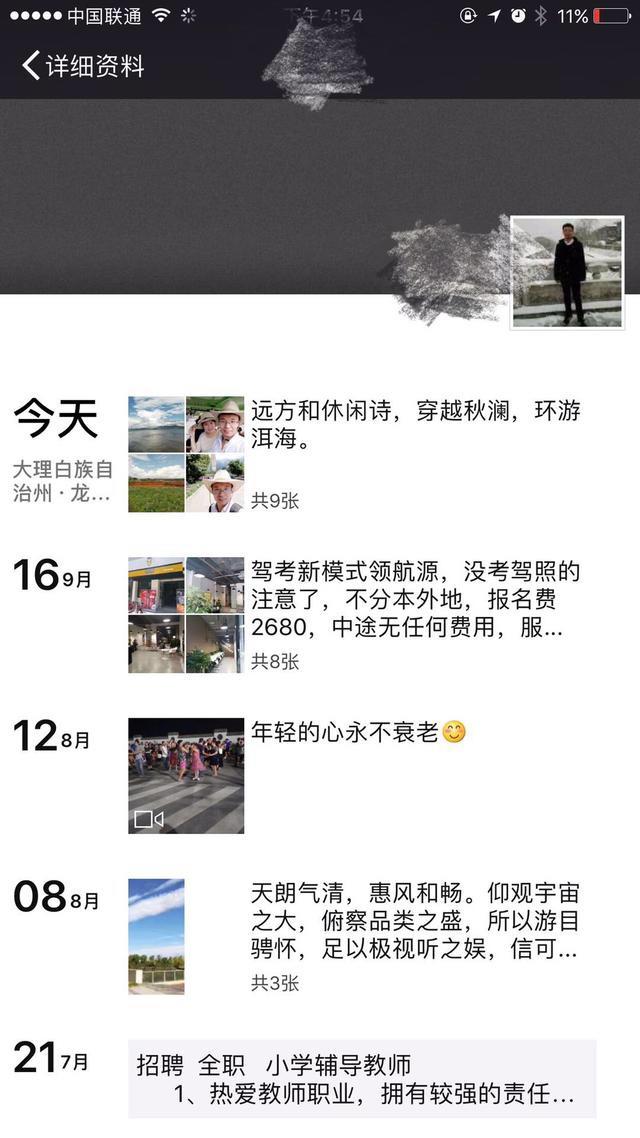 中国联通
下午4:54
11%
详细资料
今天
大理白族自
治州·龙...
远方和休闲诗，穿越秋澜，环游
洱海。
共9张
16 9月
驾考新模式领航源，没考驾照的
注意了，不分本外地，报名费
2680，中途无任何费用，服...
共8张
12 8月
年轻的心永不衰老😊
08 8月
天朗气清，惠风和畅。仰观宇宙
之大，俯察品类之盛，所以游目
骋怀，足以极视听之娱，信可...
共3张
21 7月
招聘 全职 小学辅导教师
1、热爱教师职业，拥有较强的责任...